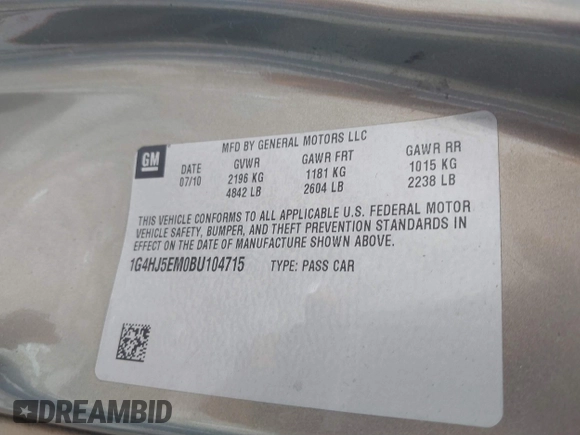 MFD BY GENERAL MOTORS LLC
GM
DATE GVWR GAWR FRT GAWR RR
07/10 2196 KG 1181 KG 1015 KG
4842 LB 2604 LB 2238 LB
THIS VEHICLE CONFORMS TO ALL APPLICABLE U.S. FEDERAL MOTOR
VEHICLE SAFETY, BUMPER, AND THEFT PREVENTION STANDARDS IN
EFFECT ON THE DATE OF MANUFACTURE SHOWN ABOVE.
1G4HJ5EM0BU104715 TYPE: PASS CAR
DREAMBID